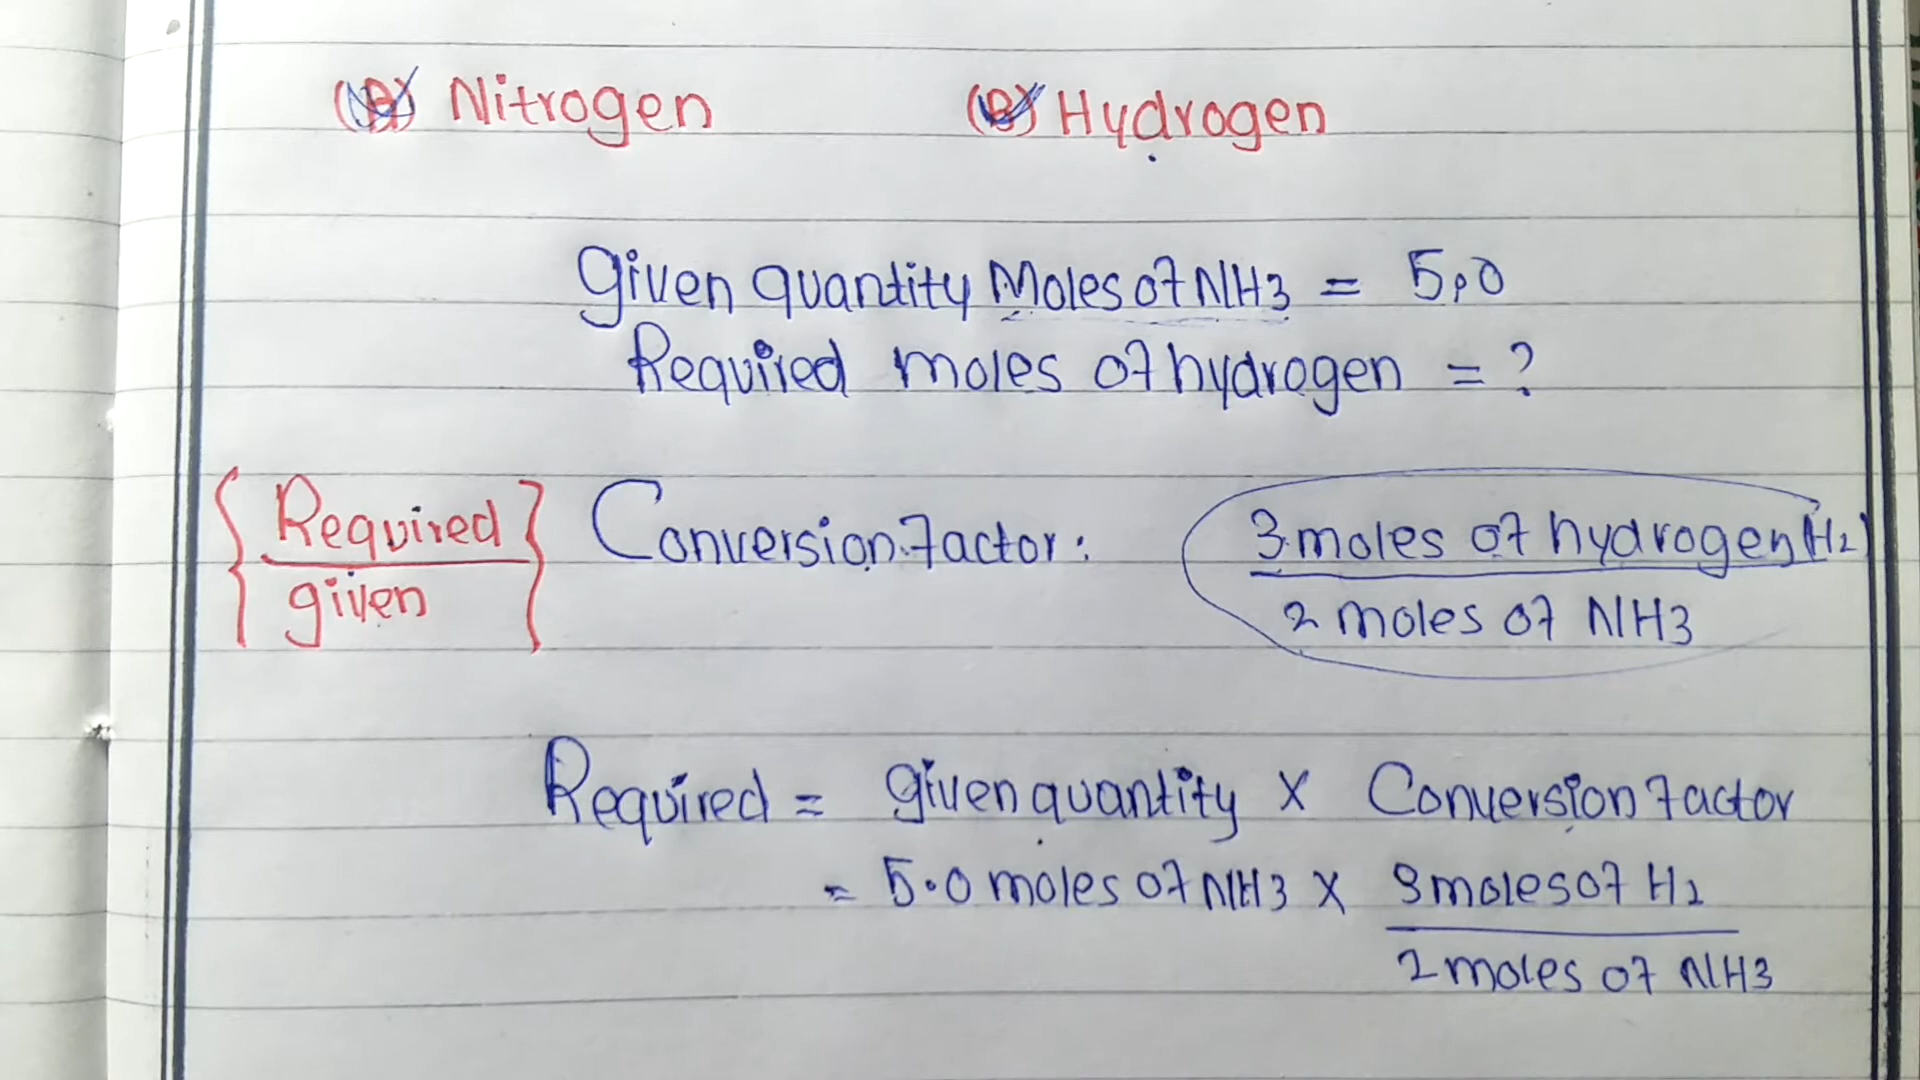 (B) Nitrogen (B) Hydrogen
Given quantity Moles of NH3 = 5.0
Required moles of hydrogen = ?
{ Required Conversion factor: 3 moles of hydrogen (H2)
given } 2 moles of NH3
Required = given quantity x Conversion factor
= 5.0 moles of NH3 x 3 moles of H2
2 moles of NH3